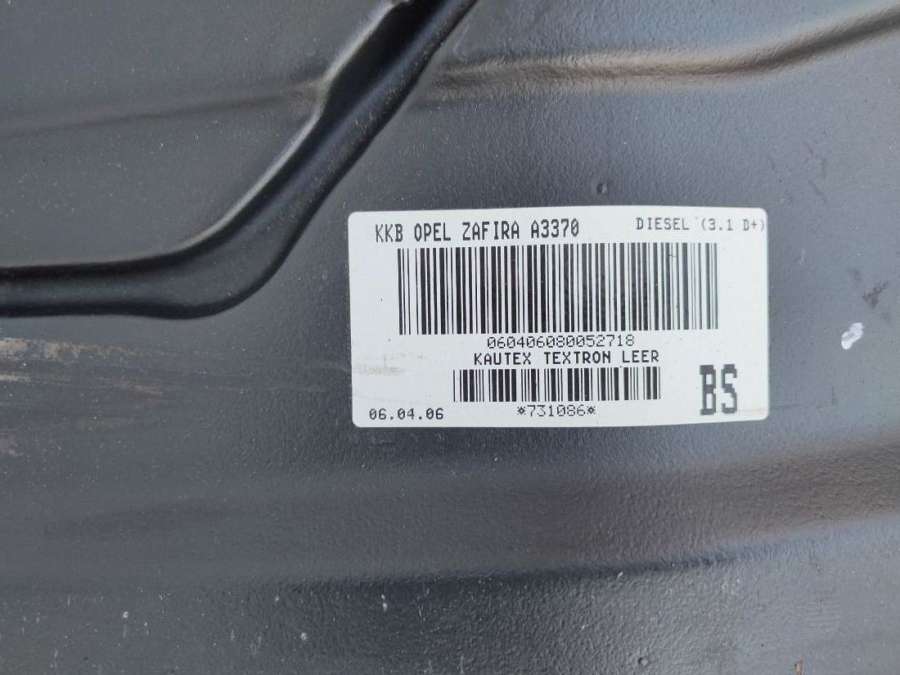 KKB OPEL ZAFIRA A3370 DIESEL (3.1 D+)
060406080052718
KAUTEX TEXTRON LEER
BS
06.04.06 *731086*